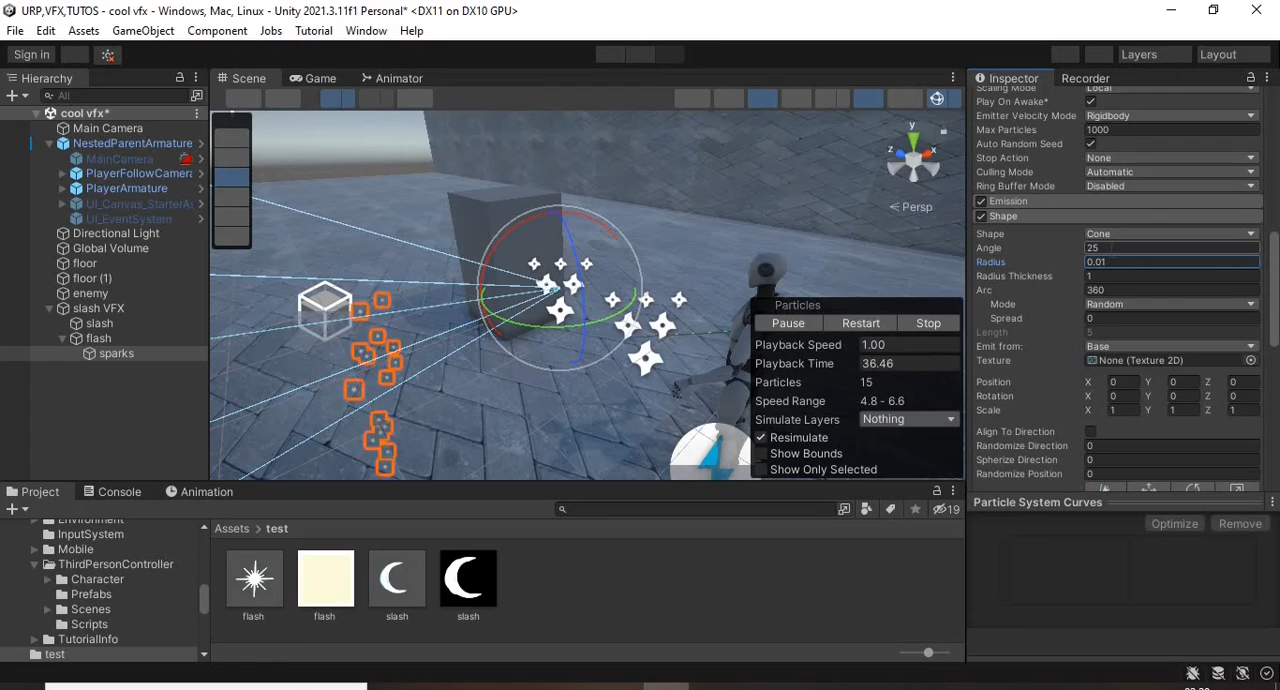 URP,VFX,TUTOS - cool vfx - Windows, Mac, Linux - Unity 2021.3.11f1 Personal* <DX11 on DX10 GPU>
File Edit Assets GameObject Component Jobs Tutorial Window Help
Sign in Layers Layout
Hierarchy
All
cool vfx*
Main Camera
NestedParentArmature
MainCamera
PlayerFollowCamera
PlayerArmature
UI_Canvas_StarterAs
UI_EventSystem
Directional Light
Global Volume
floor
floor (1)
enemy
slash VFX
slash
flash
sparks
Scene Game Animator
y
z x
Persp
Particles
Pause Restart Stop
Playback Speed 1.00
Playback Time 36.46
Particles 15
Speed Range 4.8 - 6.6
Simulate Layers Nothing
Resimulate
Show Bounds
Show Only Selected
Inspector Recorder
Scaling Mode Local
Play On Awake*
Emitter Velocity Mode Rigidbody
Max Particles 1000
Auto Random Seed
Stop Action None
Culling Mode Automatic
Ring Buffer Mode Disabled
Emission
Shape
Shape Cone
Angle 25
Radius 0.01
Radius Thickness 1
Arc 360
Mode Random
Spread 0
Length 5
Emit from: Base
Texture None (Texture 2D)
Position X 0 Y 0 Z 0
Rotation X 0 Y 0 Z 0
Scale X 1 Y 1 Z 1
Align To Direction
Randomize Direction 0
Spherize Direction 0
Randomize Position 0
Particle System Curves
Optimize Remove
Project Console Animation
19
Environment
InputSystem
Mobile
ThirdPersonController
Character
Prefabs
Scenes
Scripts
TutorialInfo
test
Assets > test
flash flash slash slash